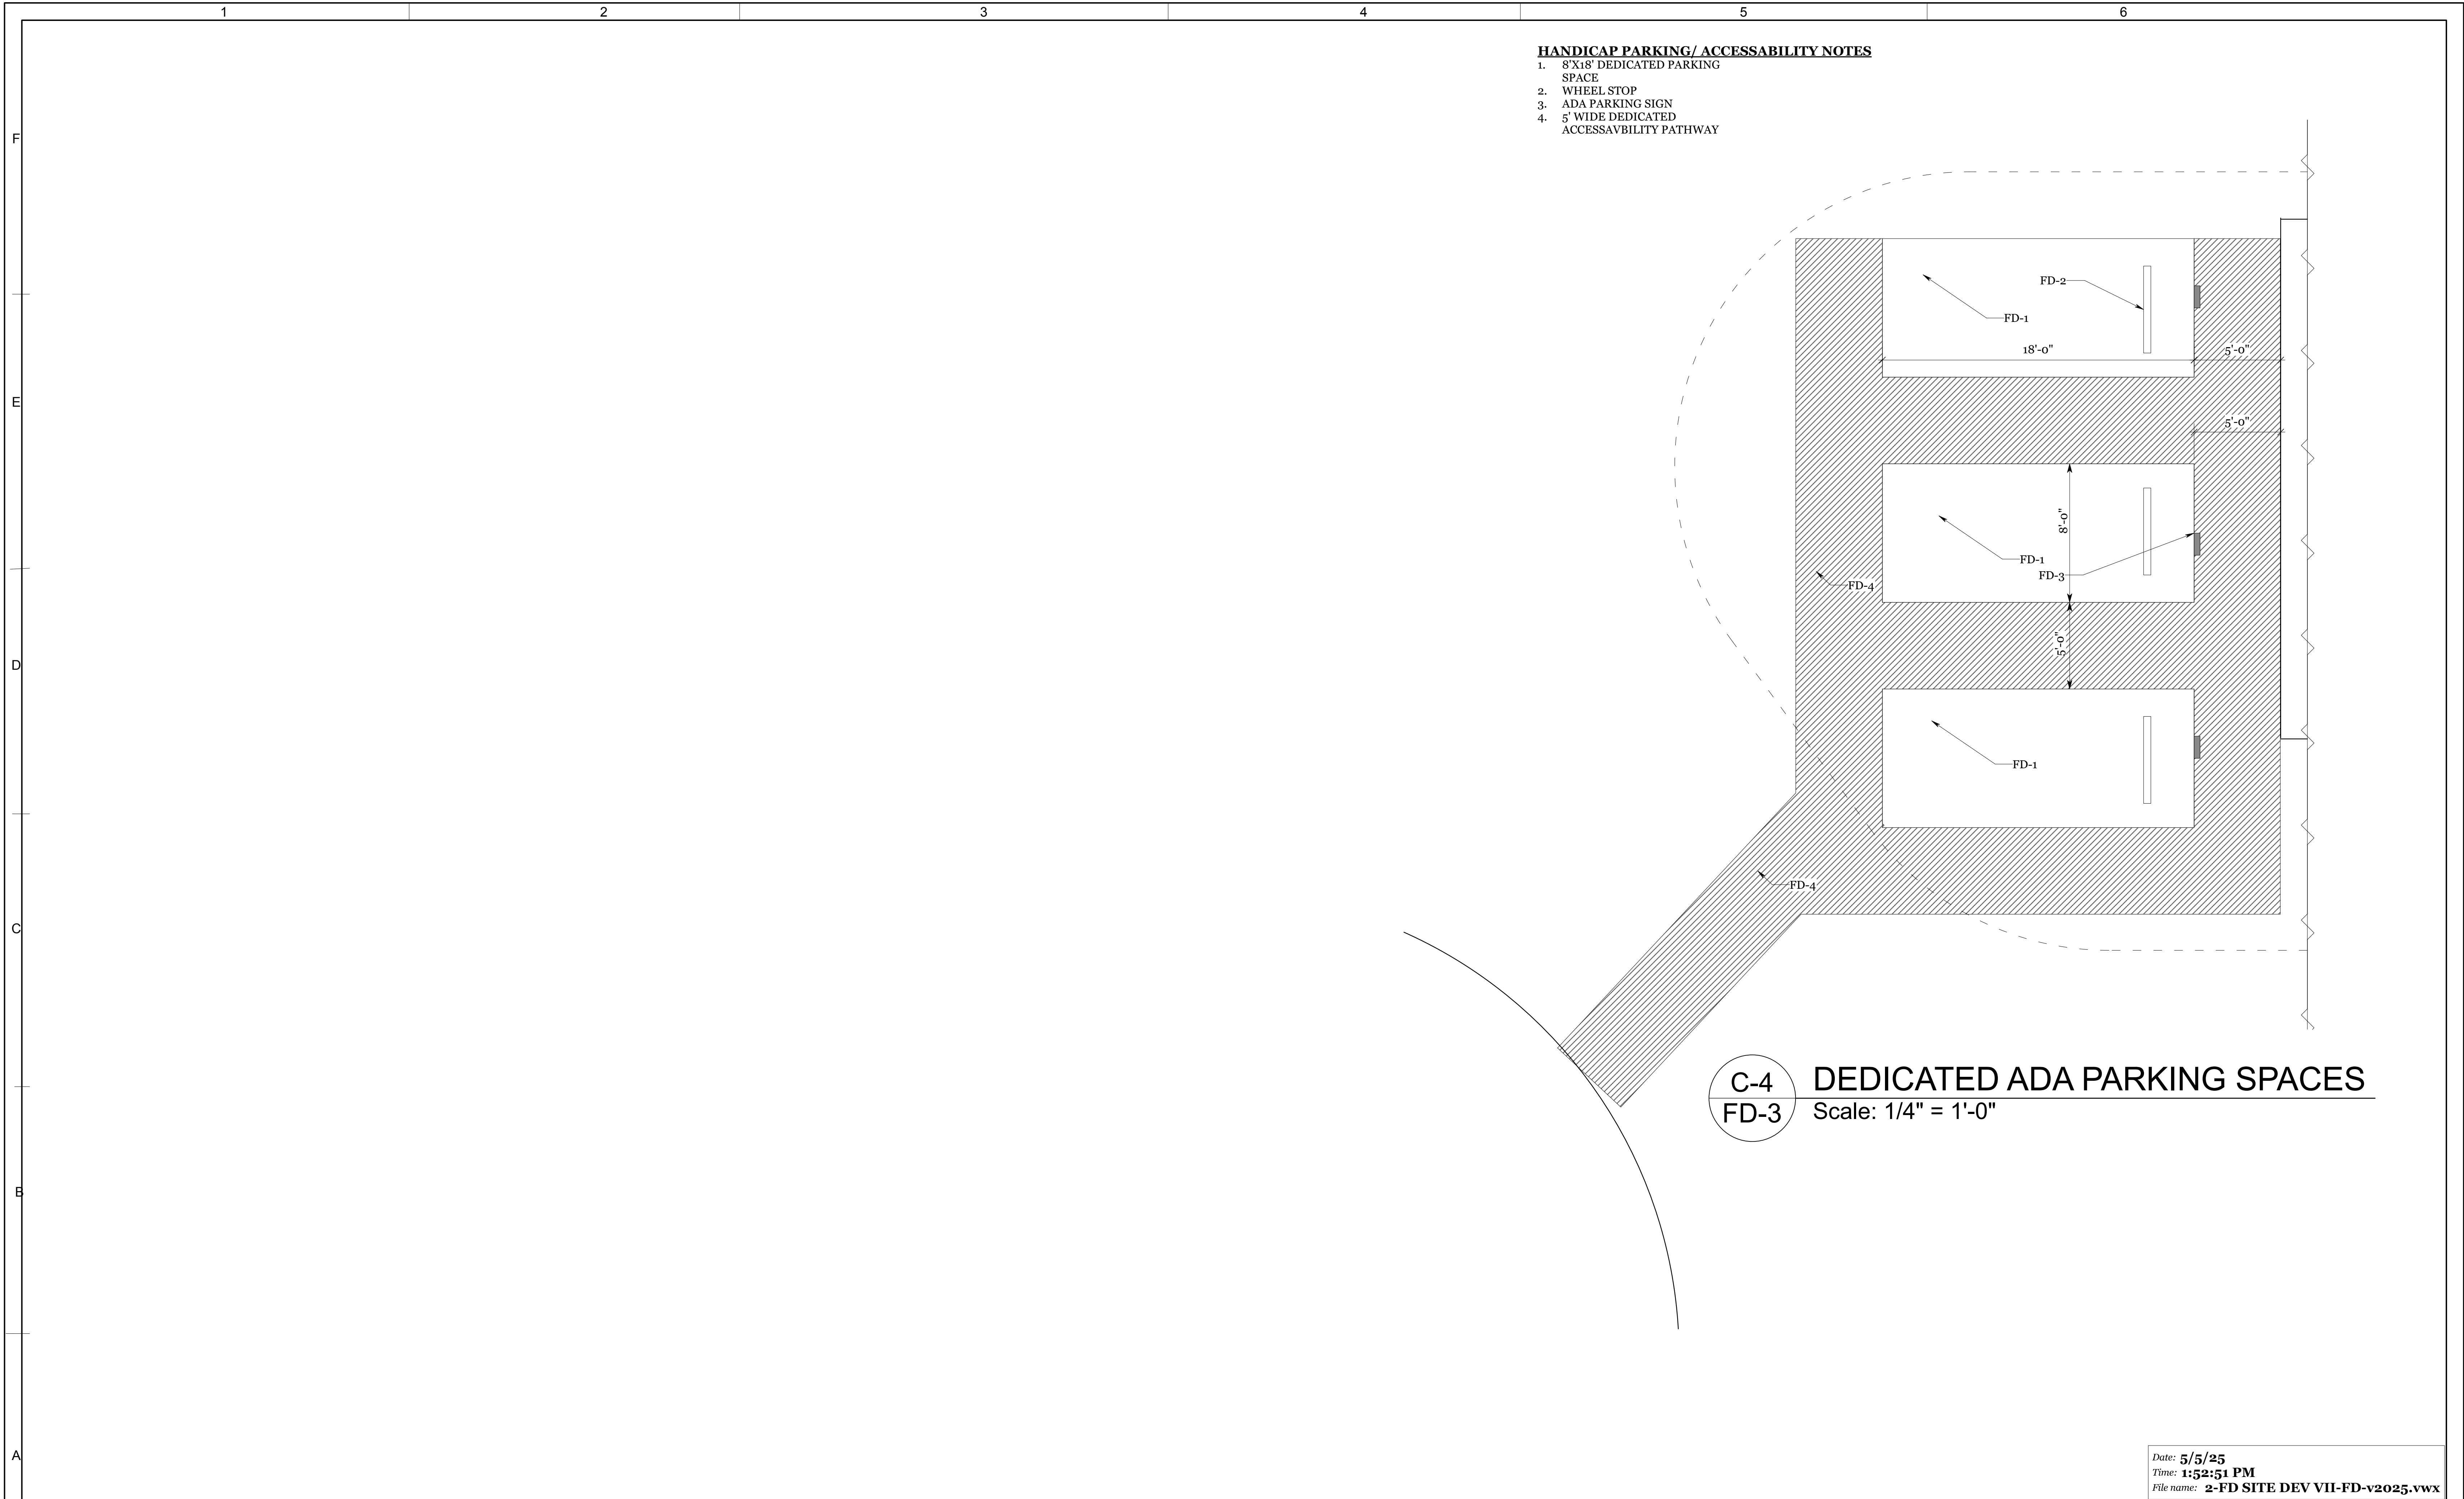 1 2 3 4 5 6
HANDICAP PARKING/ ACCESSABILITY NOTES
1. 8'X18' DEDICATED PARKING
SPACE
2. WHEEL STOP
3. ADA PARKING SIGN
4. 5' WIDE DEDICATED
ACCESSAVBILITY PATHWAY
F
FD-2
FD-1
18'-0" 5'-0"
E
5'-0"
8'-0"
FD-1
FD-3
FD-4
5'-0"
D
FD-1
FD-4
C
C-4 DEDICATED ADA PARKING SPACES
FD-3 Scale: 1/4" = 1'-0"
B
A
Date: 5/5/25
Time: 1:52:51 PM
File name: 2-FD SITE DEV VII-FD-v2025.vwx